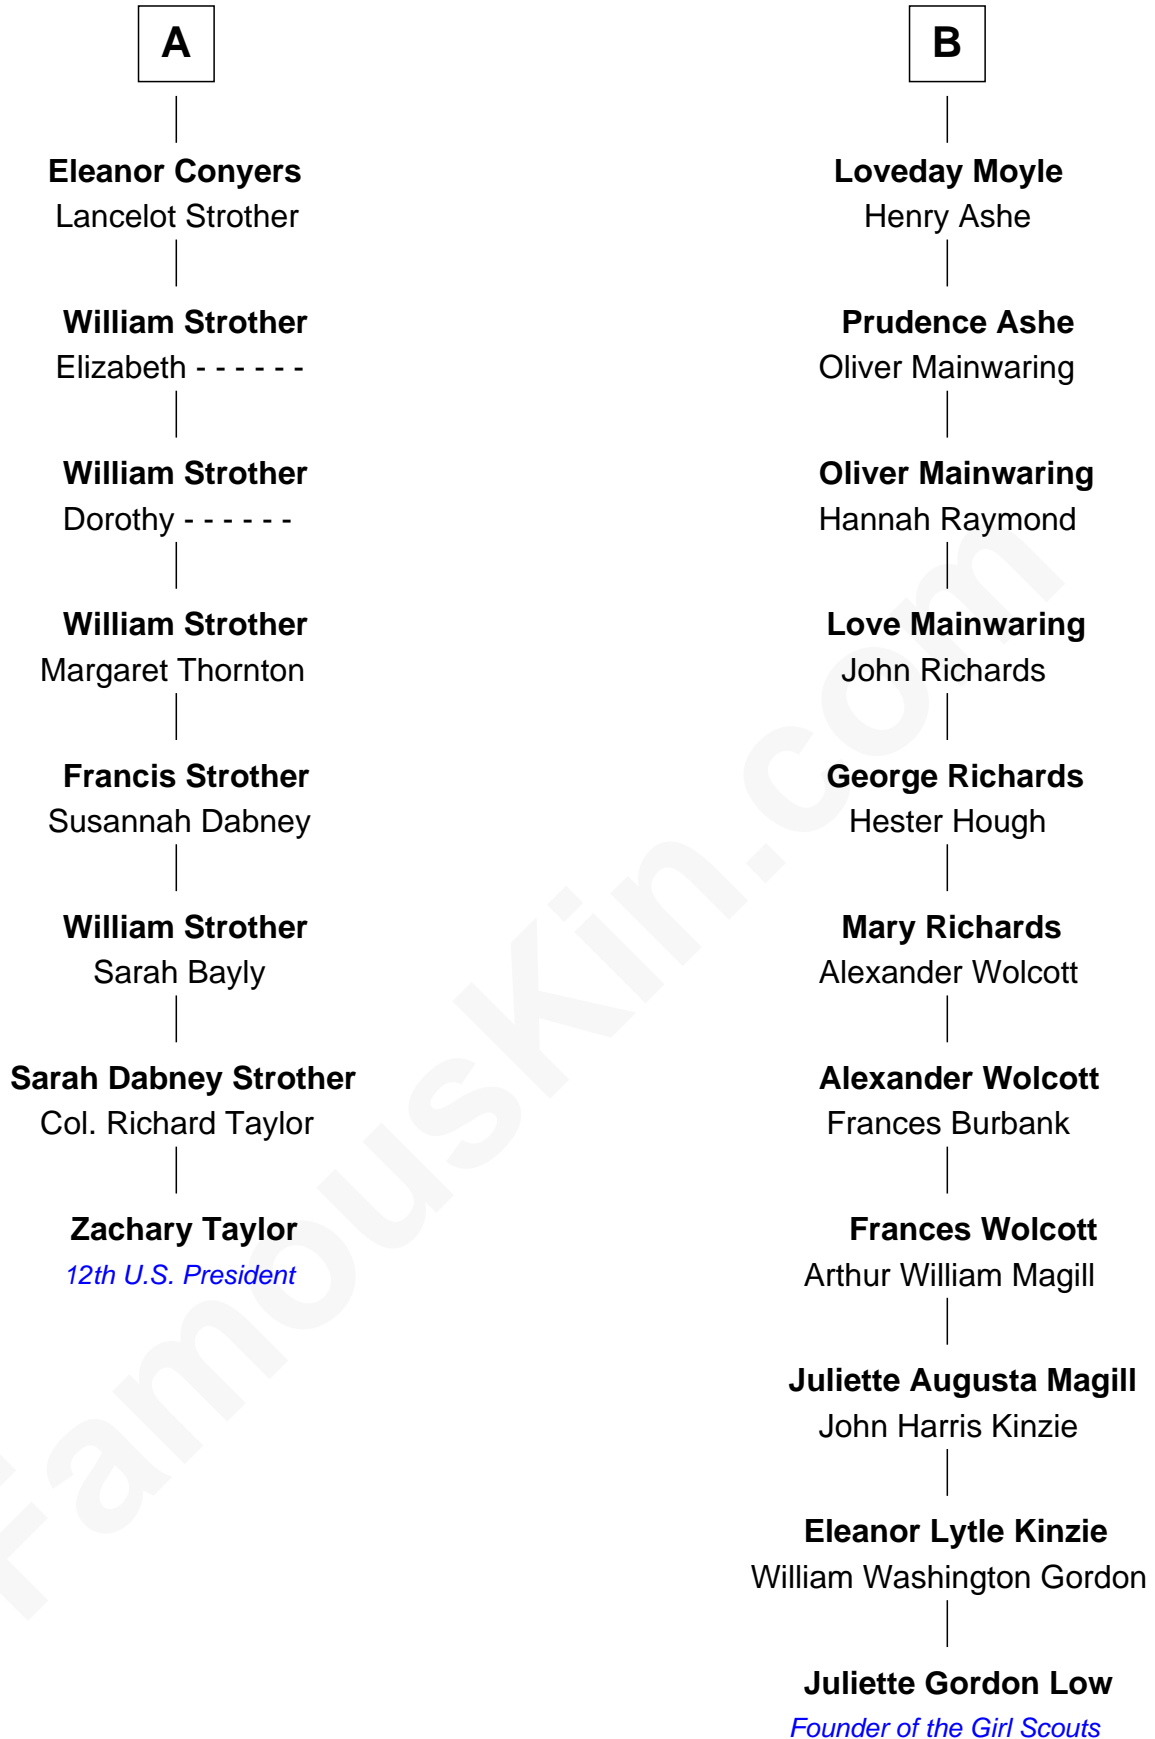 A
Eleanor Conyers
Lancelot Strother
William Strother
Elizabeth - - - - - -
William Strother
Dorothy - - - - - -
William Strother
Margaret Thornton
Francis Strother
Susannah Dabney
William Strother
Sarah Bayly
Sarah Dabney Strother
Col. Richard Taylor
Zachary Taylor
12th U.S. President
B
Loveday Moyle
Henry Ashe
Prudence Ashe
Oliver Mainwaring
Oliver Mainwaring
Hannah Raymond
Love Mainwaring
John Richards
George Richards
Hester Hough
Mary Richards
Alexander Wolcott
Alexander Wolcott
Frances Burbank
Frances Wolcott
Arthur William Magill
Juliette Augusta Magill
John Harris Kinzie
Eleanor Lytle Kinzie
William Washington Gordon
Juliette Gordon Low
Founder of the Girl Scouts
FamousKin.com